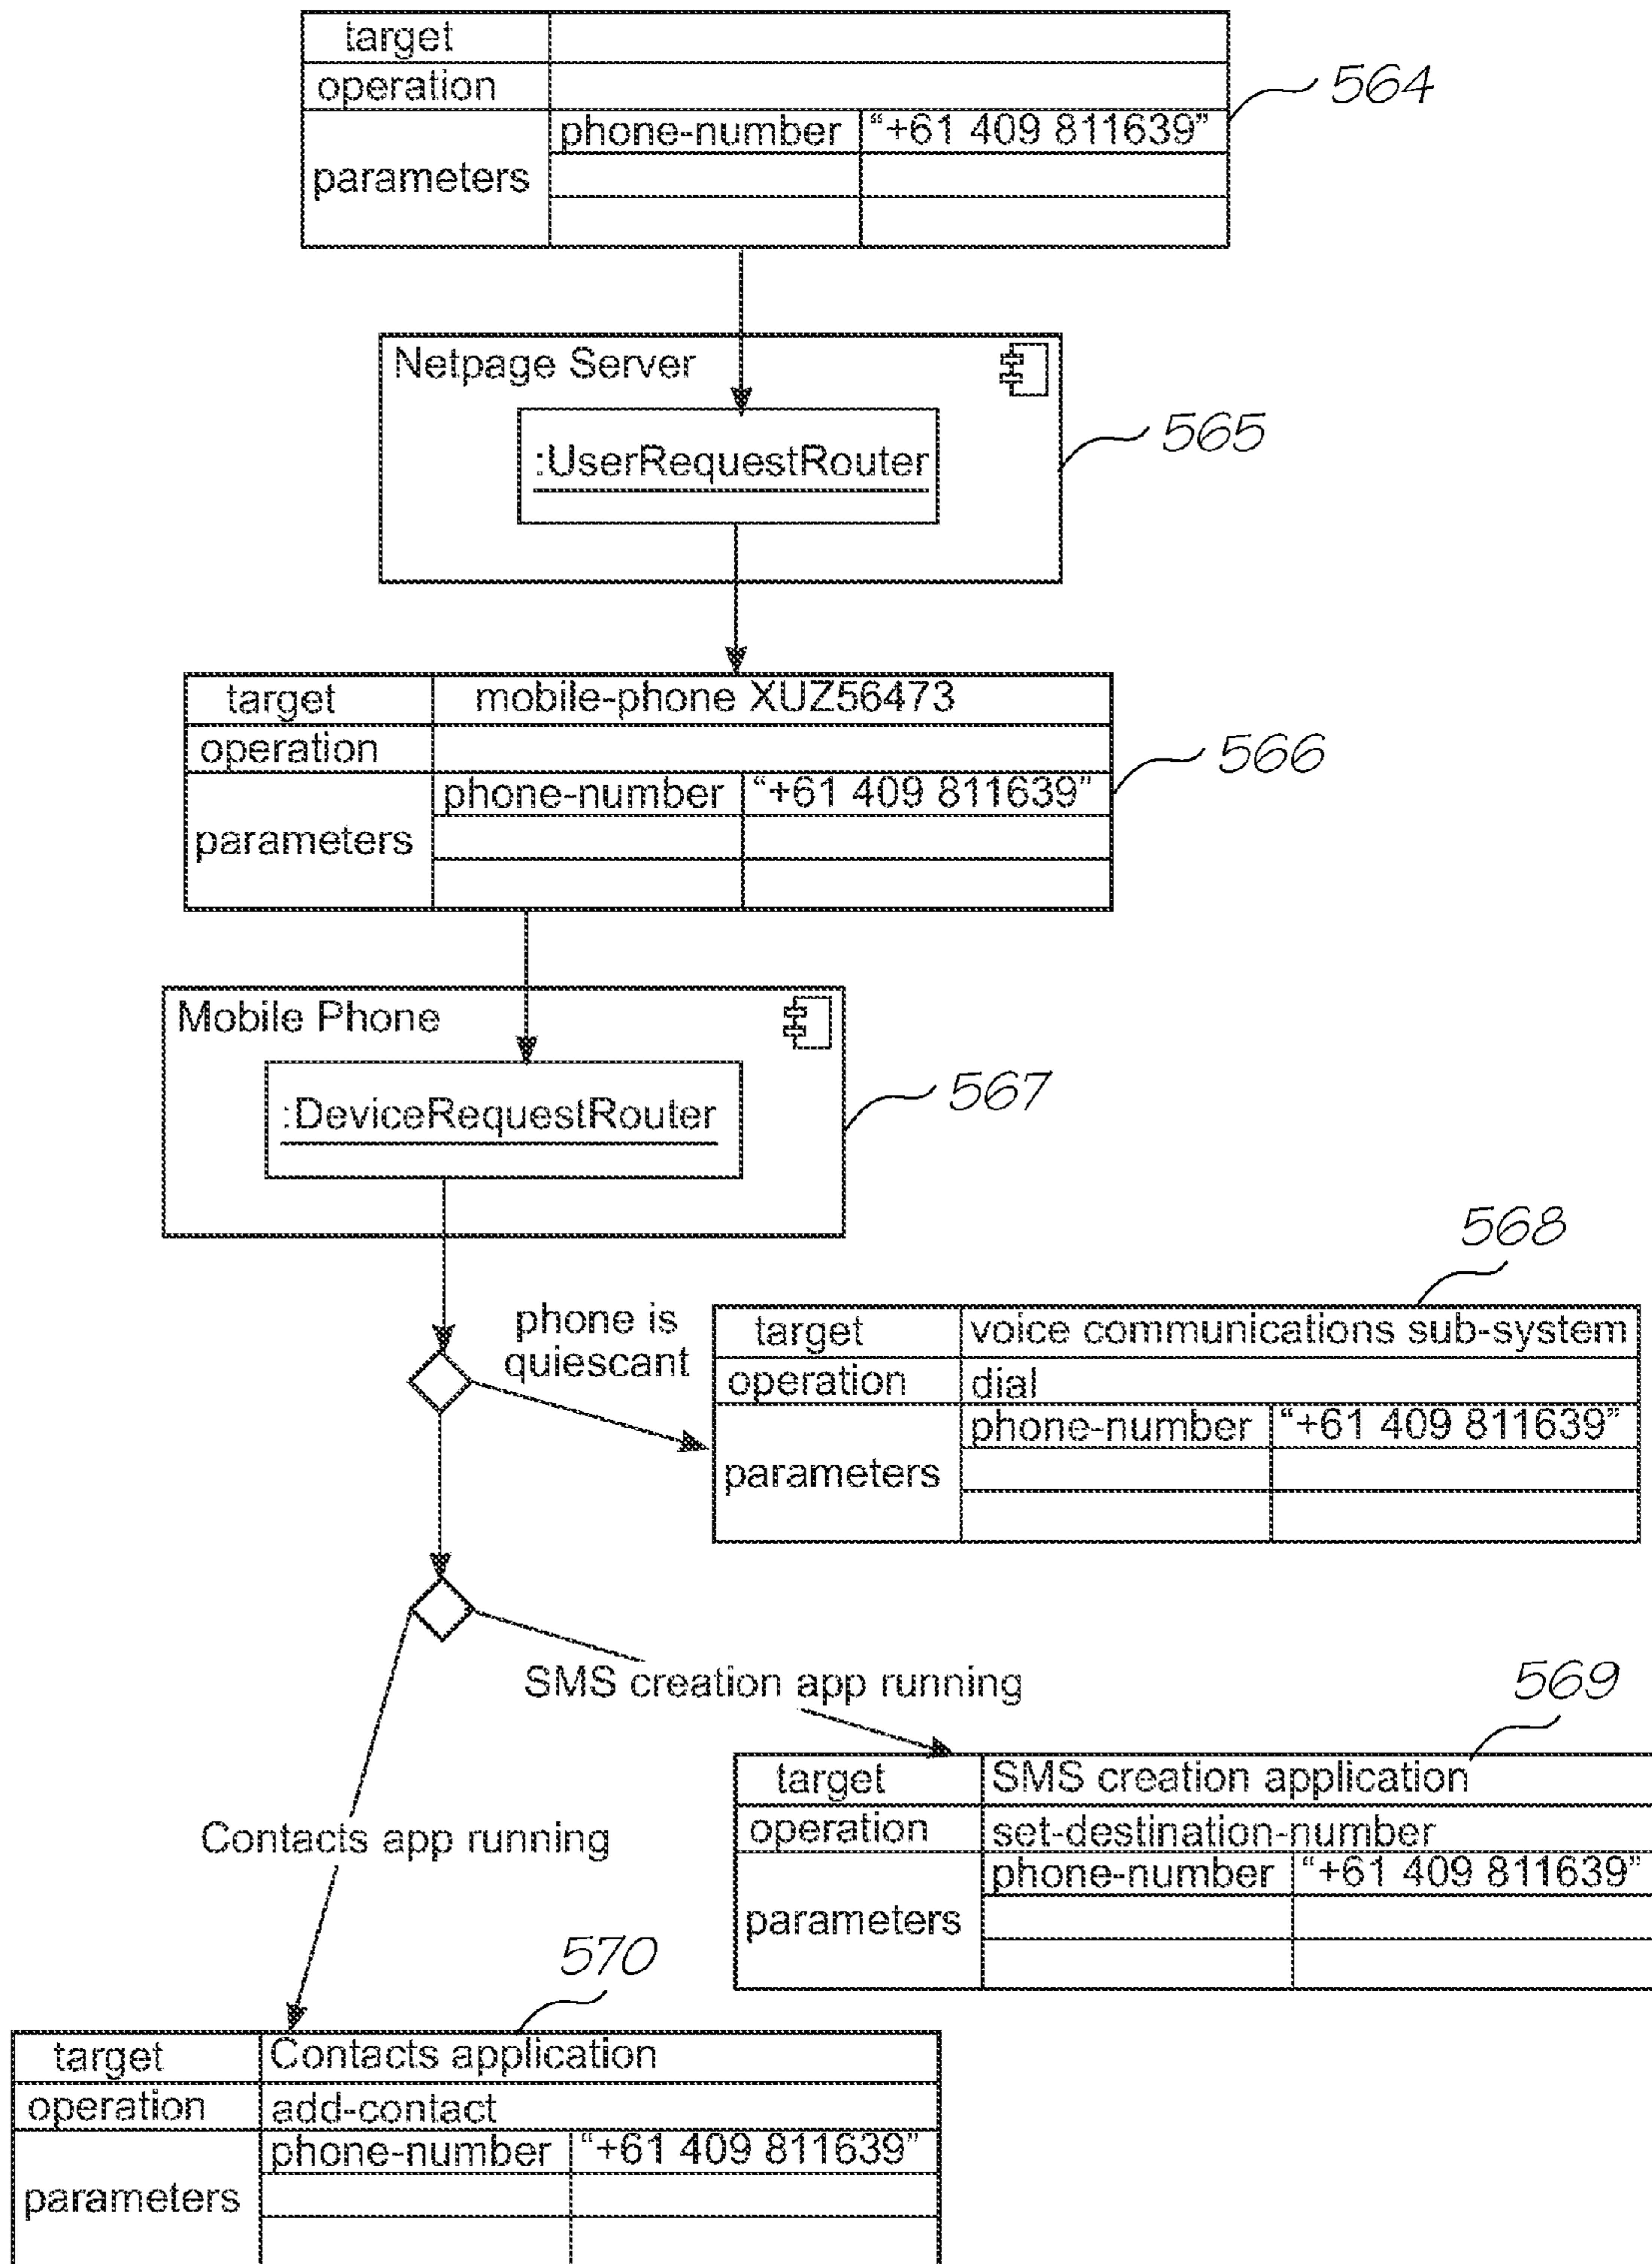 target
operation
parameters phone-number "+61 409 811639"
564
Netpage Server
:UserRequestRouter
565
target mobile-phone XUZ56473
operation
parameters phone-number "+61 409 811639"
566
Mobile Phone
:DeviceRequestRouter
567
phone is
quiescant
568
target voice communications sub-system
operation dial
parameters phone-number "+61 409 811639"
SMS creation app running
569
target SMS creation application
operation set-destination-number
parameters phone-number "+61 409 811639"
Contacts app running
570
target Contacts application
operation add-contact
parameters phone-number "+61 409 811639"